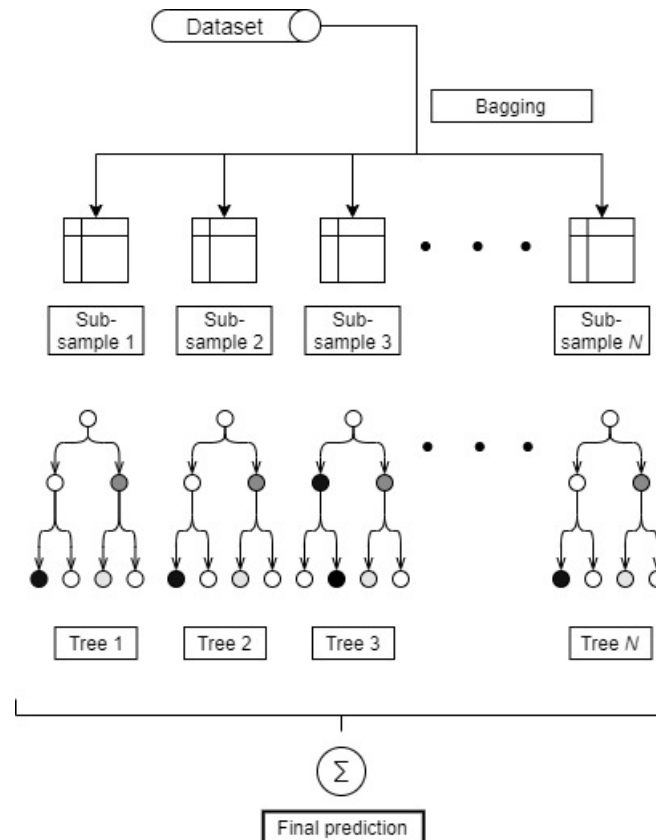 Dataset
Bagging
Sub-
sample 1
Sub-
sample 2
Sub-
sample 3
Sub-
sample N
Tree 1
Tree 2
Tree 3
Tree N
Σ
Final prediction